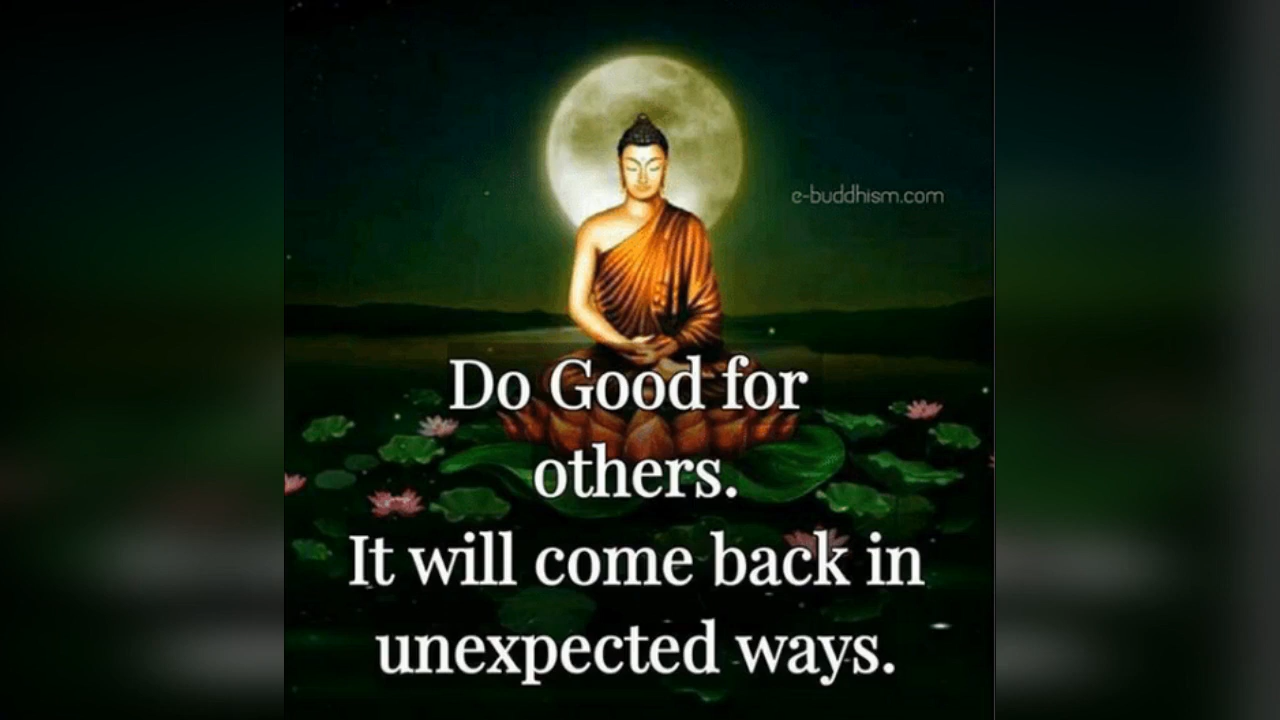 e-buddhism.com
Do Good for
others.
It will come back in
unexpected ways.